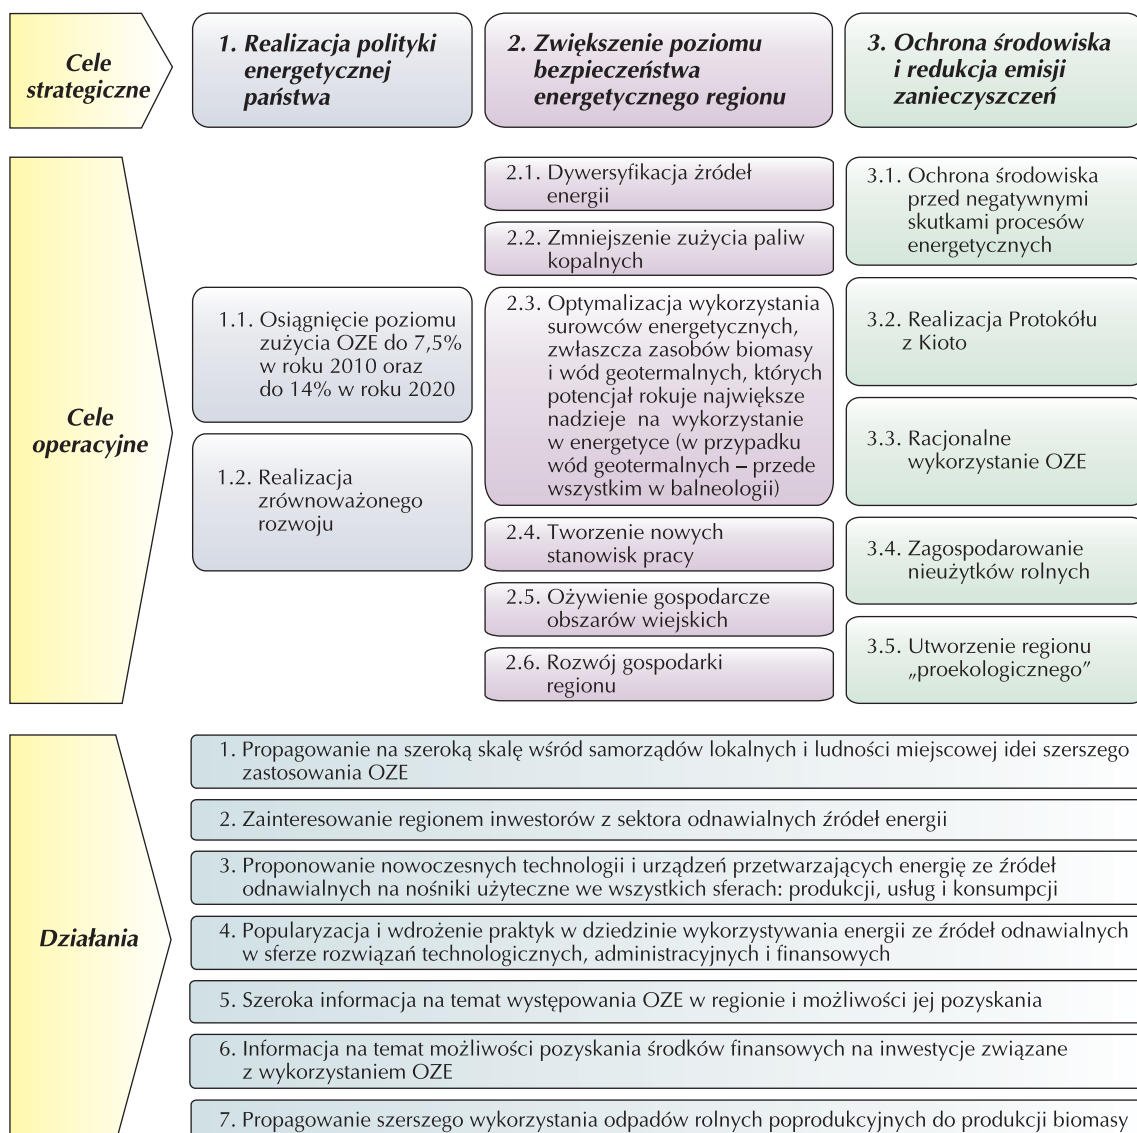 Cele
strategiczne
1. Realizacja polityki
energetycznej
państwa
2. Zwiększenie poziomu
bezpieczeństwa
energetycznego regionu
3. Ochrona środowiska
i redukcja emisji
zanieczyszczeń
Cele
operacyjne
1.1. Osiągnięcie poziomu
zużycia OZE do 7,5%
w roku 2010 oraz
do 14% w roku 2020
1.2. Realizacja
zrównoważonego
rozwoju
2.1. Dywersyfikacja żródeł
energii
2.2. Zmniejszenie zużycia paliw
kopalnych
2.3. Optymalizacja wykorzystania
surowców energetycznych,
zwłaszcza zasobów biomasy
i wód geotermalnych, których
potencjał rokuje największe
nadzieje na wykorzystanie
w energetyce (w przypadku
wód geotermalnych – przede
wszystkim w balneologii)
2.4. Tworzenie nowych
stanowisk pracy
2.5. Ożywienie gospodarcze
obszarów wiejskich
2.6. Rozwój gospodarki
regionu
3.1. Ochrona środowiska
przed negatywnymi
skutkami procesów
energetycznych
3.2. Realizacja Protokółu
z Kioto
3.3. Racjonalne
wykorzystanie OZE
3.4. Zagospodarowanie
nieużytków rolnych
3.5. Utworzenie regionu
„proekologicznego”
Działania
1. Propagowanie na szeroką skalę wśród samorządów lokalnych i ludności miejscowej idei szerszego
zastosowania OZE
2. Zainteresowanie regionem inwestorów z sektora odnawialnych źródeł energii
3. Proponowanie nowoczesnych technologii i urządzeń przetwarzających energię ze źródeł
odnawialnych na nośniki użyteczne we wszystkich sferach: produkcji, usług i konsumpcji
4. Popularyzacja i wdrożenie praktyk w dziedzinie wykorzystywania energii ze źródeł odnawialnych
w sferze rozwiązań technologicznych, administracyjnych i finansowych
5. Szeroka informacja na temat występowania OZE w regionie i możliwości jej pozyskania
6. Informacja na temat możliwości pozyskania środków finansowych na inwestycje związane
z wykorzystaniem OZE
7. Propagowanie szerszego wykorzystania odpadów rolnych poprodukcyjnych do produkcji biomasy